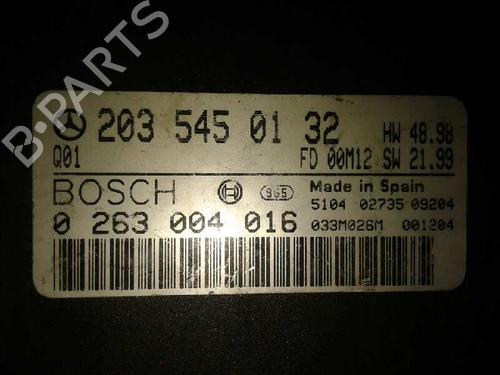 B-PARTS
203 545 01 32 HW 48.98
Q01 FD 00M12 SW 21.99
BOSCH 965 Made in Spain
5104 02735 09204
0 263 004 016 033M026M 001204